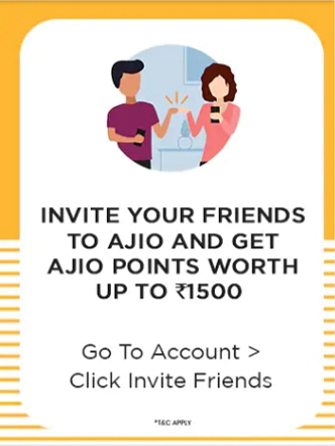 INVITE YOUR FRIENDS
TO AJIO AND GET
AJIO POINTS WORTH
UP TO ₹1500
Go To Account >
Click Invite Friends
*T&C APPLY